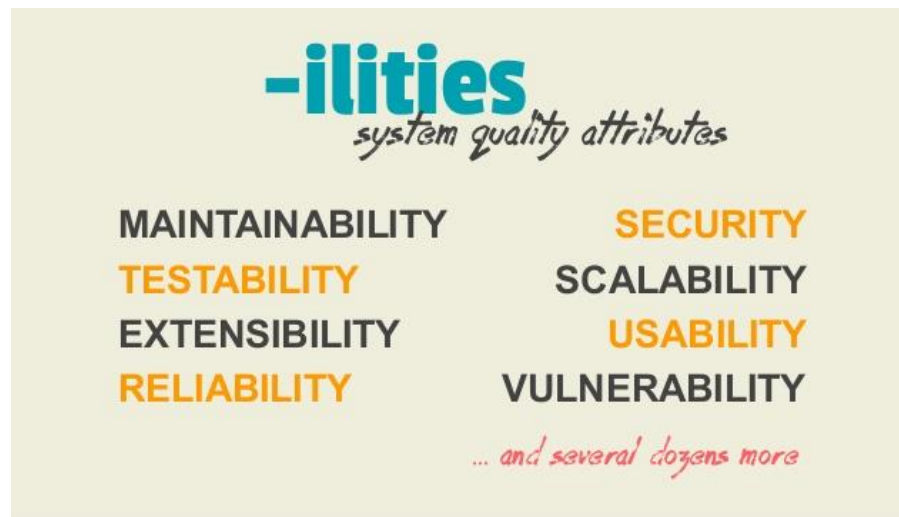 -ilities
system quality attributes
MAINTAINABILITY
TESTABILITY
EXTENSIBILITY
RELIABILITY
SECURITY
SCALABILITY
USABILITY
VULNERABILITY
... and several dozens more